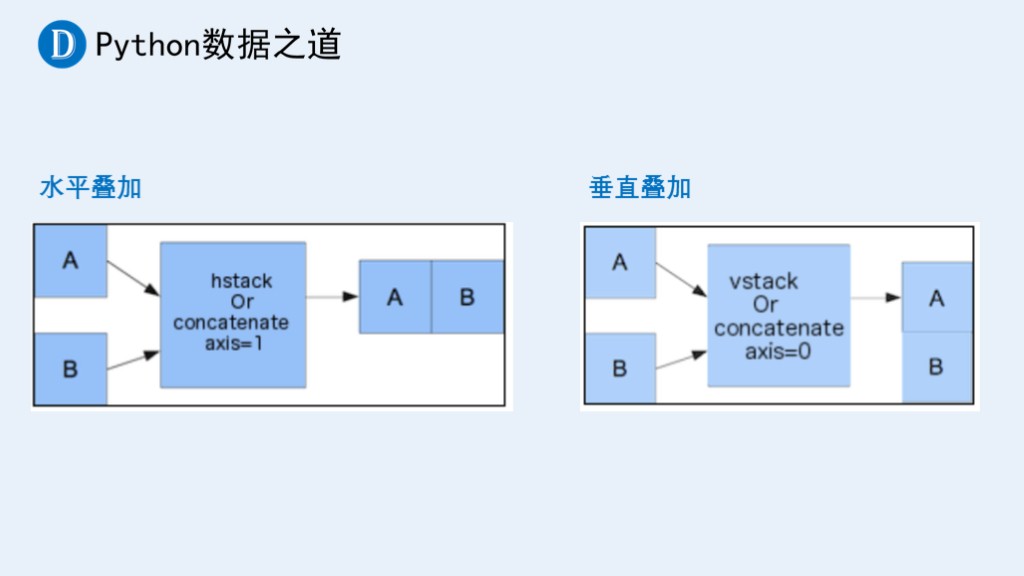 D Python数据之道
水平叠加
A
B
hstack
Or
concatenate
axis=1
A B
垂直叠加
A
B
vstack
Or
concatenate
axis=0
A
B